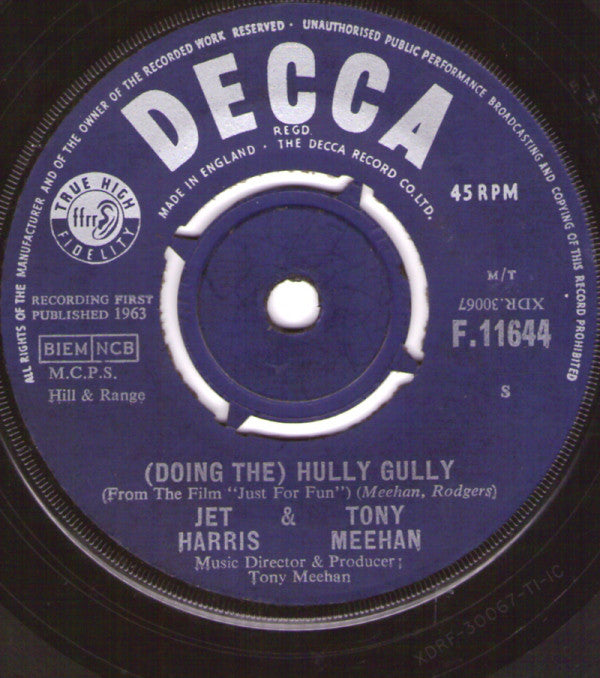 ALL RIGHTS OF THE MANUFACTURER AND OF THE OWNER OF THE RECORDED WORK RESERVED · UNAUTHORISED PUBLIC PERFORMANCE BROADCASTING AND COPYING OF THIS RECORD PROHIBITED
DECCA
REGD.
MADE IN ENGLAND · THE DECCA RECORD CO. LTD.
TRUE HIGH
ffrr
FIDELITY
45 RPM
M/T
XDR.30067
F.11644
S
RECORDING FIRST
PUBLISHED 1963
BIEM NCB
M.C.P.S.
Hill & Range
(DOING THE) HULLY GULLY
(From The Film "Just For Fun") (Meehan, Rodgers)
JET & TONY
HARRIS MEEHAN
Music Director & Producer;
Tony Meehan
XDRF-30067-T1-1C